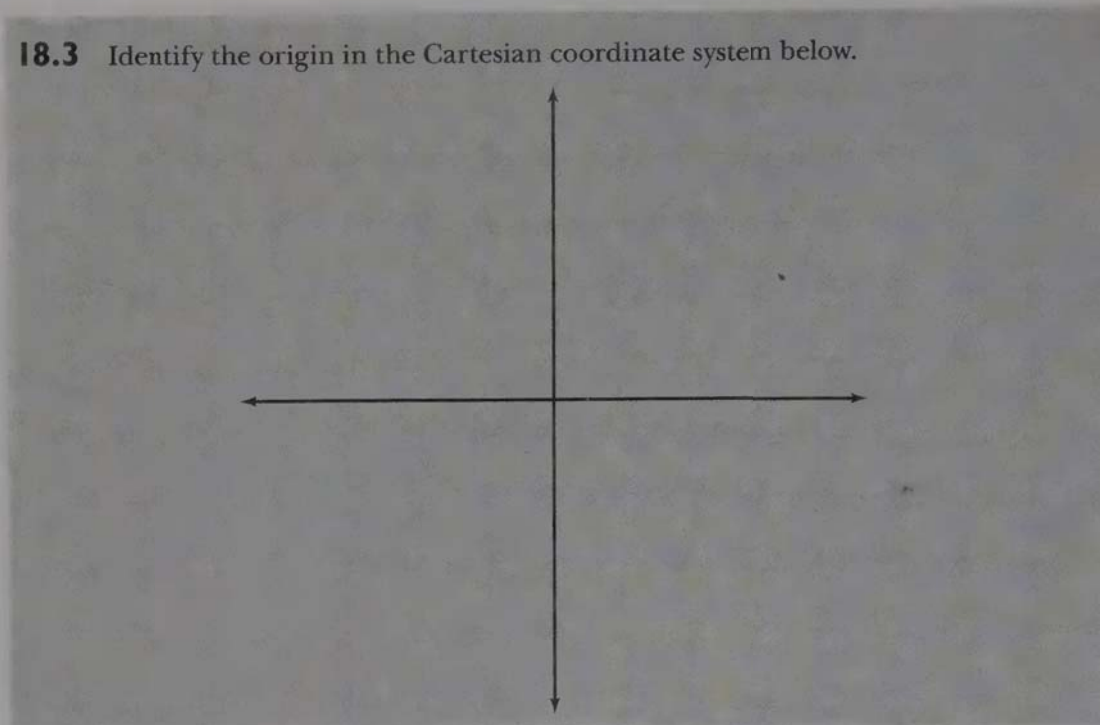 18.3 Identify the origin in the Cartesian coordinate system below.